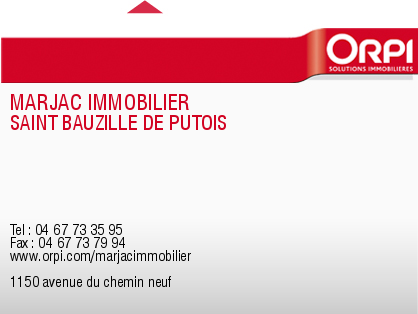 ORPI
SOLUTIONS IMMOBILIÈRES
MARJAC IMMOBILIER
SAINT BAUZILLE DE PUTOIS
Tel : 04 67 73 35 95
Fax : 04 67 73 79 94
www.orpi.com/marjacimmobilier
1150 avenue du chemin neuf